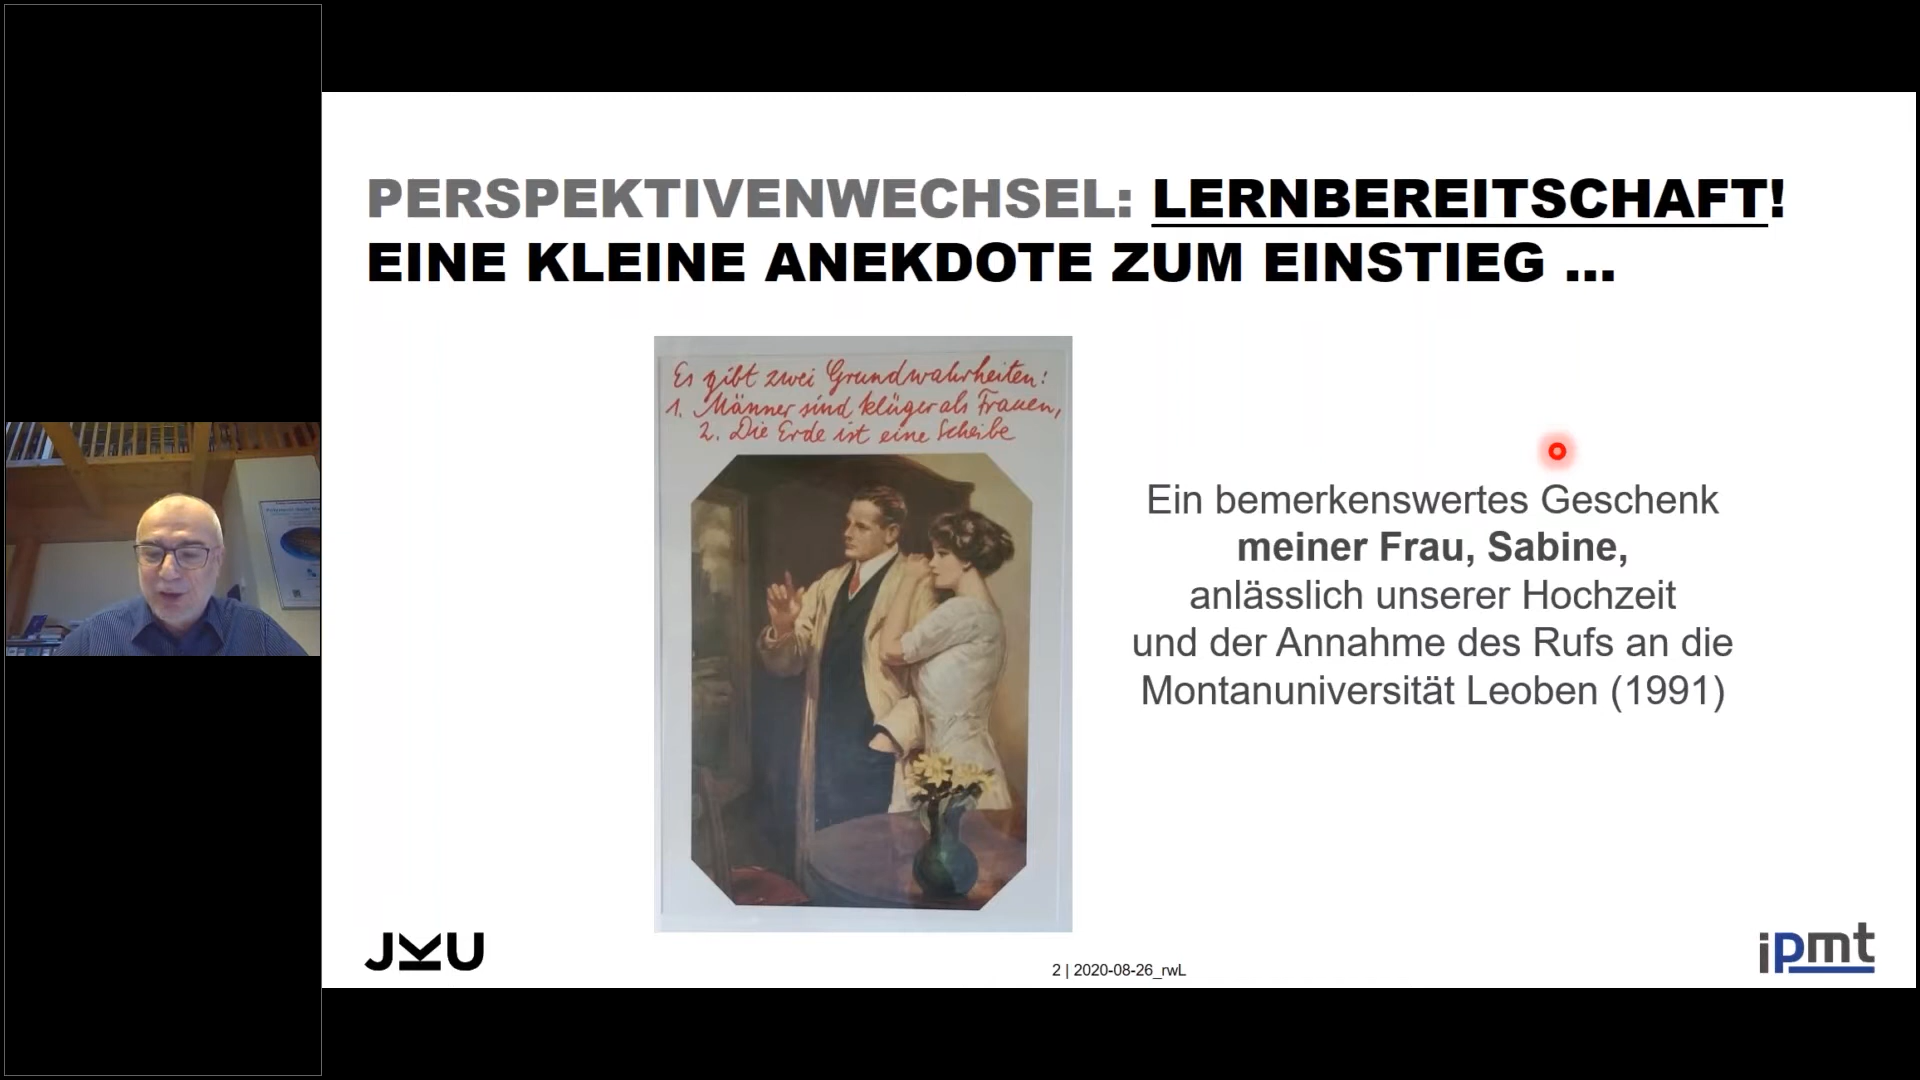 PERSPEKTIVENWECHSEL: LERNBEREITSCHAFT!
EINE KLEINE ANEKDOTE ZUM EINSTIEG ...
Es gibt zwei Grundwahrheiten:
1. Männer sind klüger als Frauen,
2. Die Erde ist eine Scheibe
Ein bemerkenswertes Geschenk
meiner Frau, Sabine,
anlässlich unserer Hochzeit
und der Annahme des Rufs an die
Montanuniversität Leoben (1991)
JKU
2 | 2020-08-26_rwL
ipmt